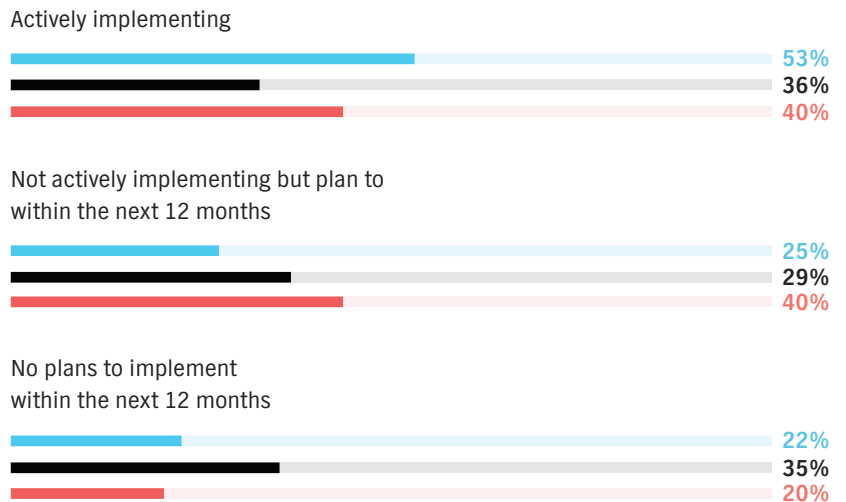 Actively implementing
53%
36%
40%
Not actively implementing but plan to
within the next 12 months
25%
29%
40%
No plans to implement
within the next 12 months
22%
35%
20%